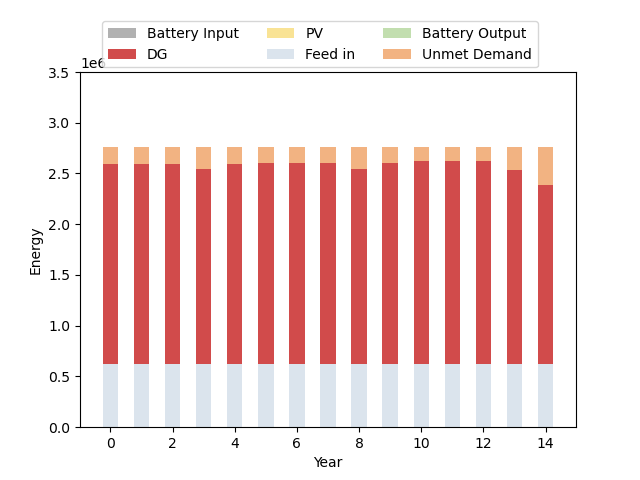 Battery Input PV Battery Output
DG Feed in Unmet Demand
1e6
3.5
3.0
2.5
2.0
1.5
1.0
0.5
0.0
Energy
0 2 4 6 8 10 12 14
Year